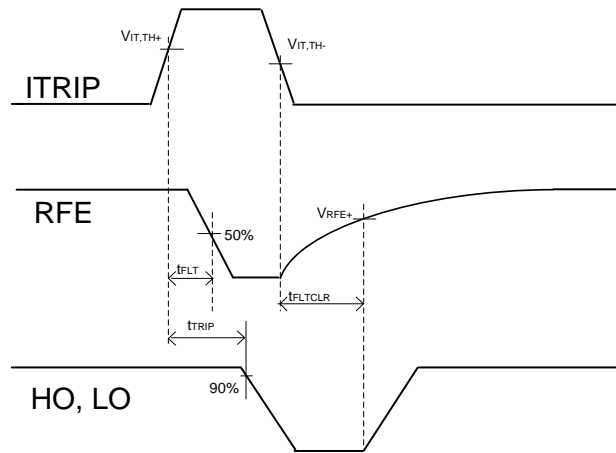 VIT,TH+
VIT,TH-
ITRIP
RFE
VRFE+
50%
tFLT
tFLTCLR
tTRIP
90%
HO, LO